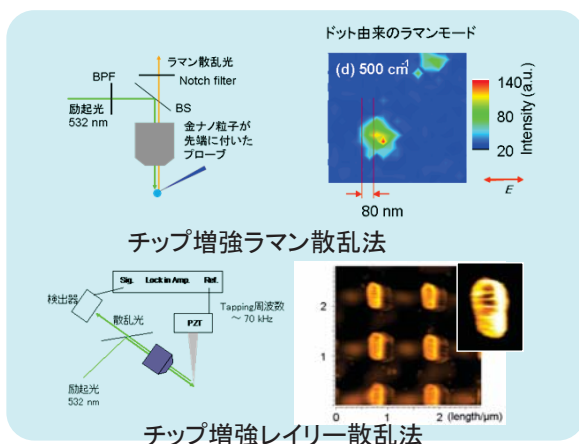 ラマン散乱光
BPF
Notch filter
励起光
532 nm
BS
金ナノ粒子が
先端に付いた
プローブ
ドット由来のラマンモード
(d) 500 cm-1
140
80
20
Intensity (a.u.)
E
80 nm
チップ増強ラマン散乱法
Sig. Lock in Amp. Ref.
検出器
散乱光
Tapping周波数
～ 70 kHz
PZT
励起光
532 nm
2
1
0 1 2 (length/μm)
チップ増強レイリー散乱法